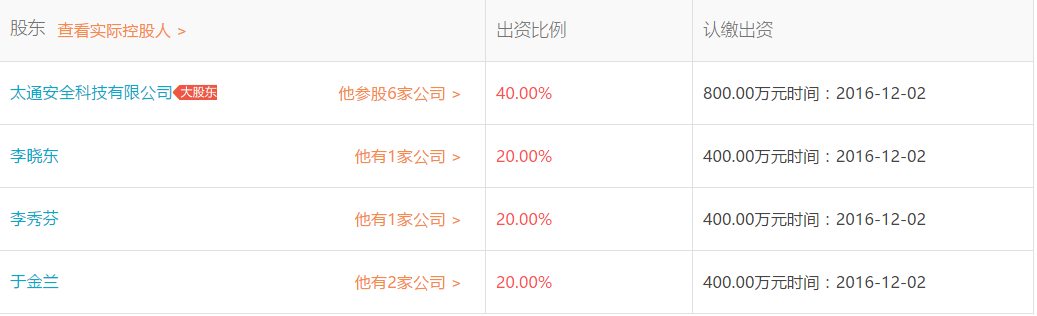 股东 查看实际控股人 > 出资比例 认缴出资
太通安全科技有限公司 大股东 他参股6家公司 > 40.00% 800.00万元时间：2016-12-02
李晓东 他有1家公司 > 20.00% 400.00万元时间：2016-12-02
李秀芬 他有1家公司 > 20.00% 400.00万元时间：2016-12-02
于金兰 他有2家公司 > 20.00% 400.00万元时间：2016-12-02